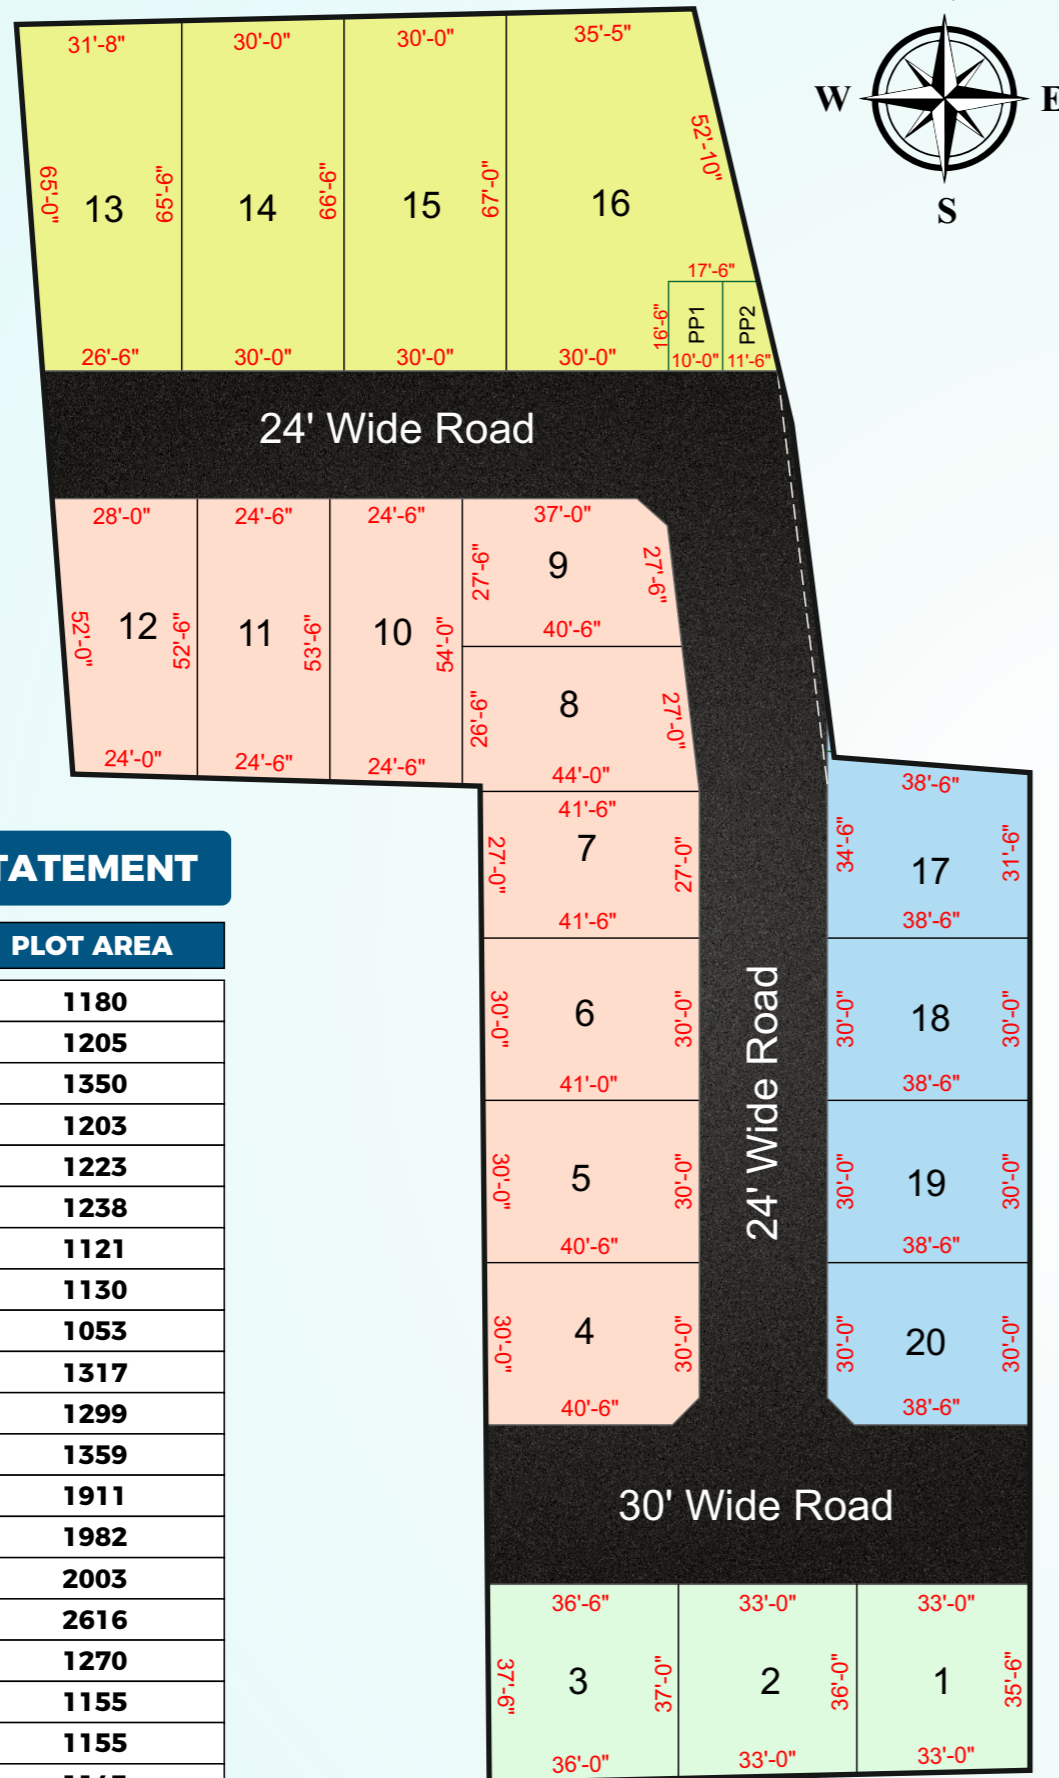 31'-8" 30'-0" 30'-0" 35'-5"
52'-10"
W E
S
65'-0" 13 65'-6" 14 66'-6" 15 67'-0" 16
17'-6"
16'-6" PP1 PP2
26'-6" 30'-0" 30'-0" 30'-0" 10'-0" 11'-6"
24' Wide Road
28'-0" 24'-6" 24'-6" 37'-0"
27'-6" 9 27'-6"
52'-0" 12 52'-6" 11 53'-6" 10 54'-0" 40'-6"
26'-6" 8 27'-0"
24'-0" 24'-6" 24'-6" 44'-0"
41'-6"
27'-0" 7 27'-0"
41'-6"
38'-6"
34'-6" 17 31'-6"
38'-6"
TATEMENT
PLOT AREA
1180
1205
1350
1203
1223
1238
1121
1130
1053
1317
1299
1359
1911
1982
2003
2616
1270
1155
1155
30'-0" 6 30'-0"
41'-0"
30'-0" 18 30'-0"
38'-6"
24' Wide Road
30'-0" 5 30'-0"
40'-6"
30'-0" 19 30'-0"
38'-6"
30'-0" 4 30'-0"
40'-6"
30'-0" 20 30'-0"
38'-6"
30' Wide Road
36'-6" 33'-0" 33'-0"
37'-6" 3 37'-0" 2 36'-0" 1 35'-6"
36'-0" 33'-0" 33'-0"